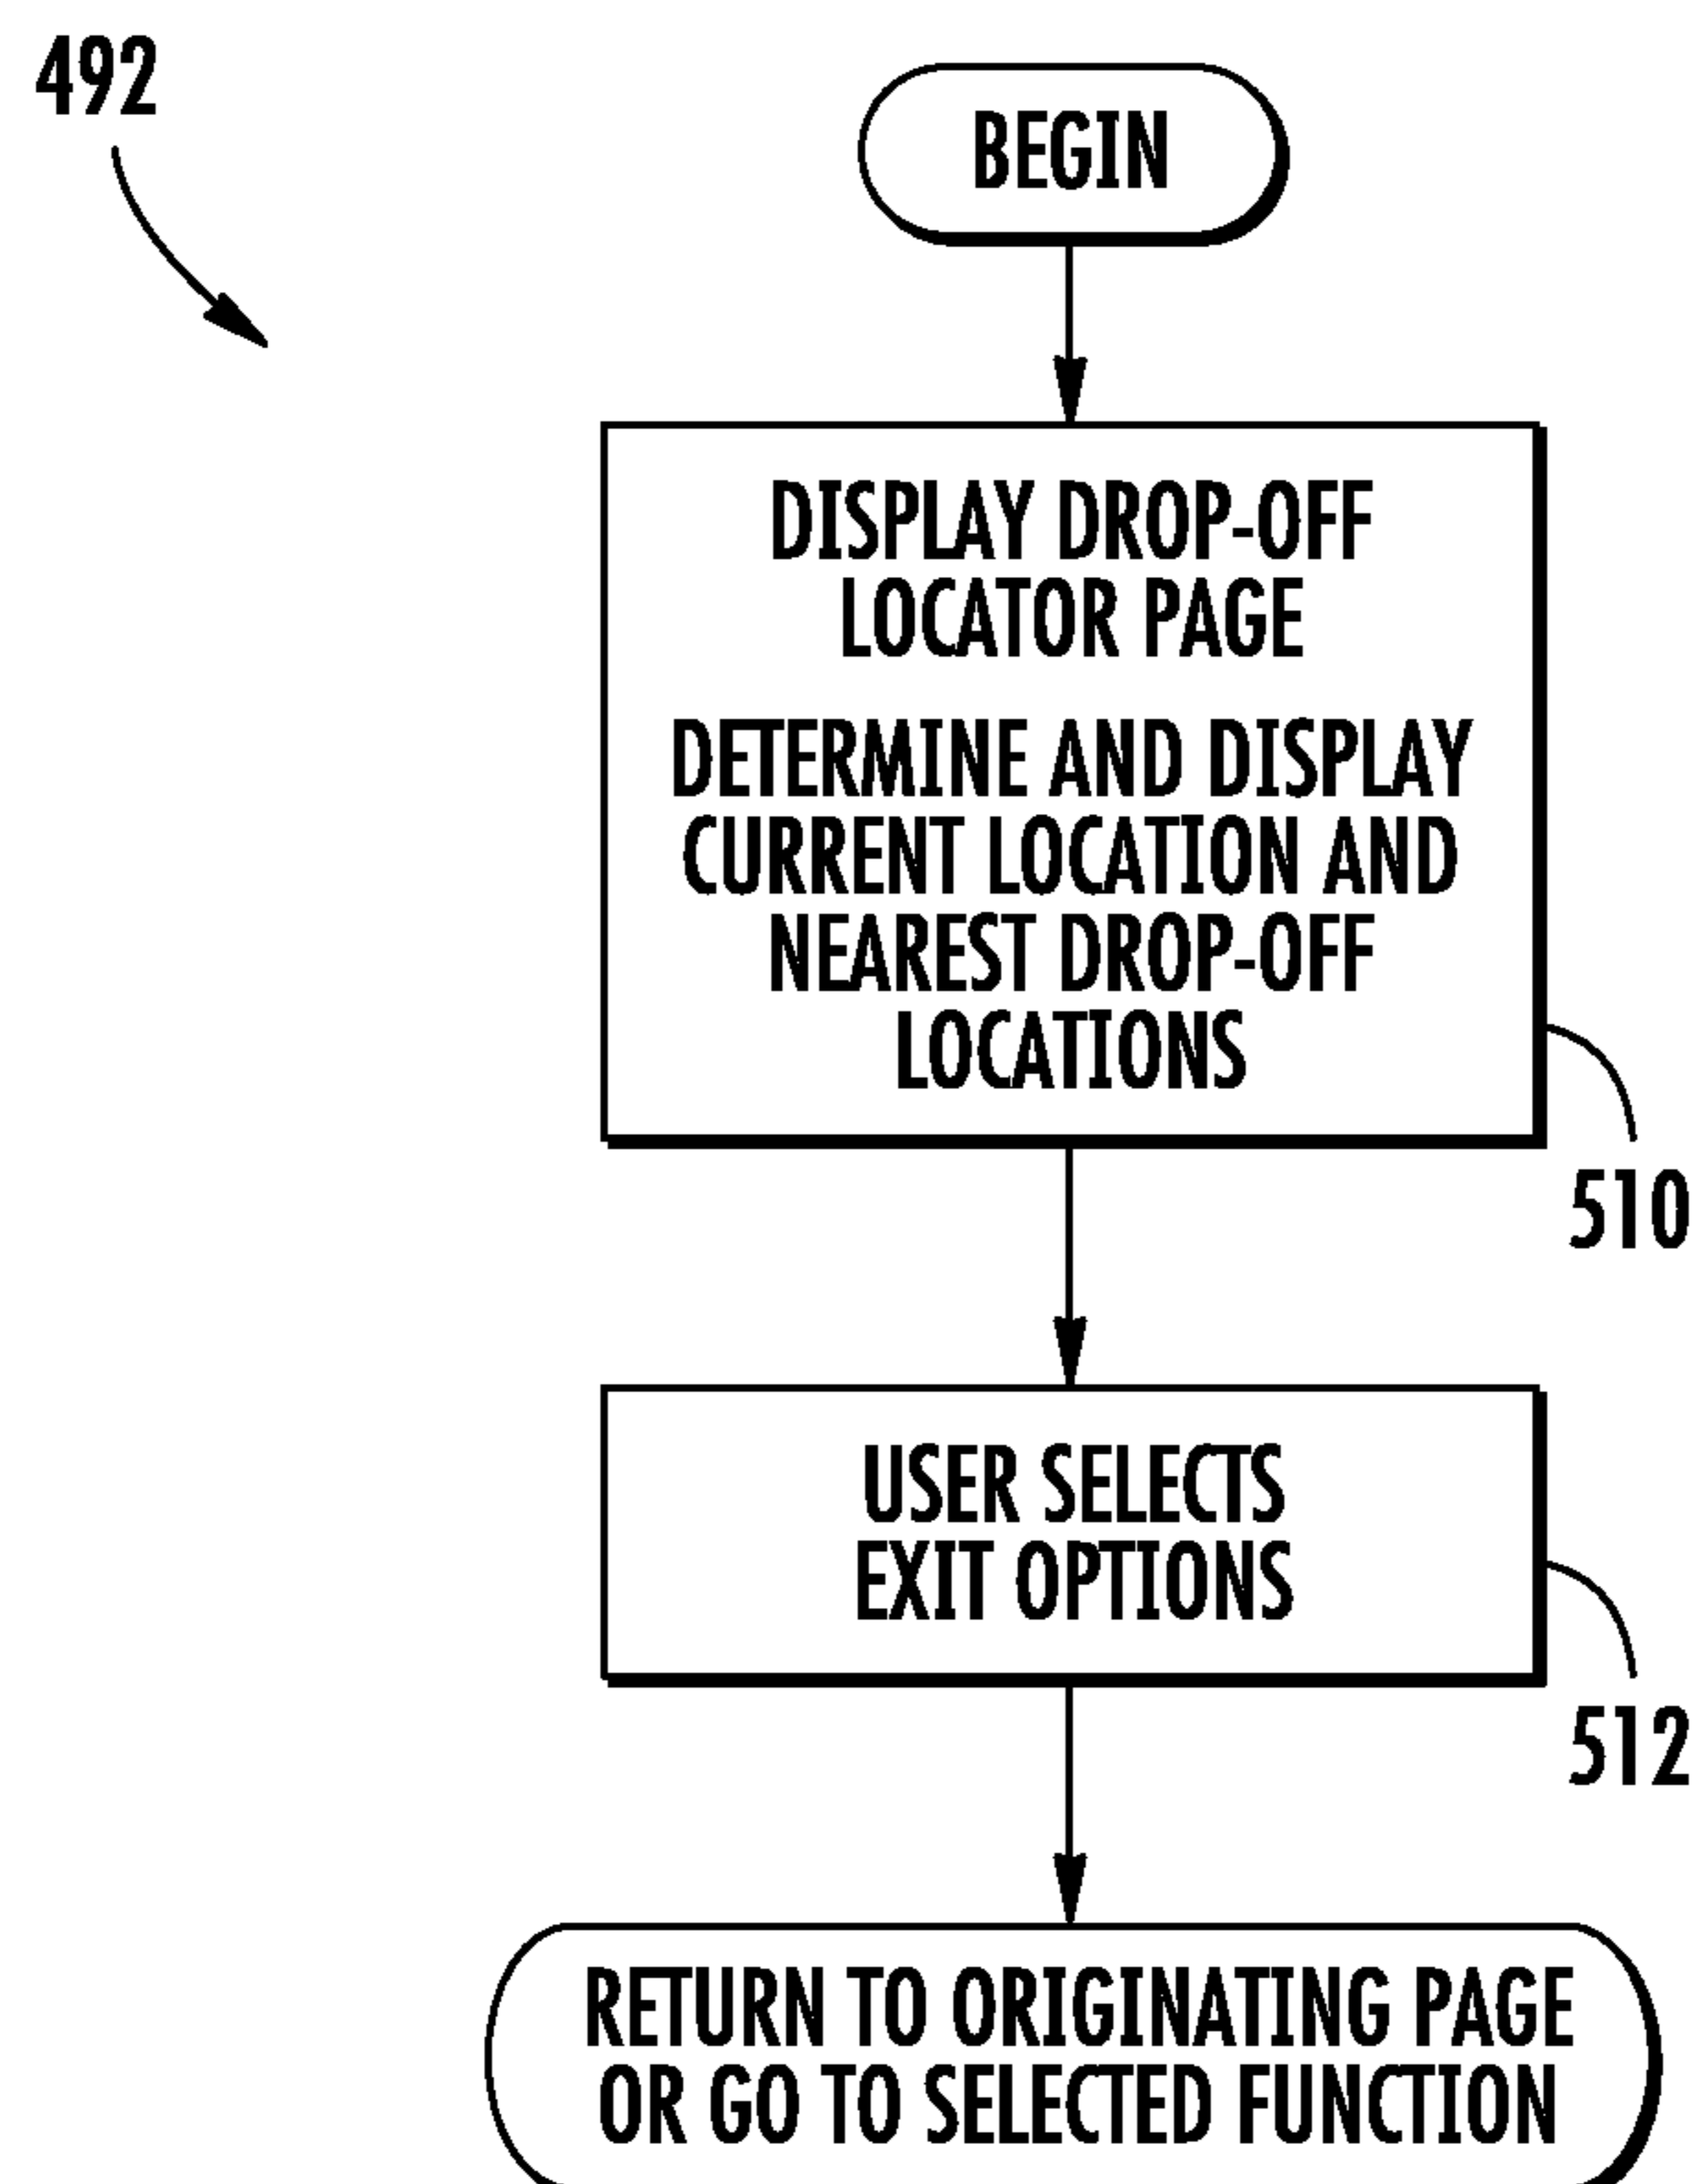 492
BEGIN
DISPLAY DROP-OFF
LOCATOR PAGE
DETERMINE AND DISPLAY
CURRENT LOCATION AND
NEAREST DROP-OFF
LOCATIONS
510
USER SELECTS
EXIT OPTIONS
512
RETURN TO ORIGINATING PAGE
OR GO TO SELECTED FUNCTION